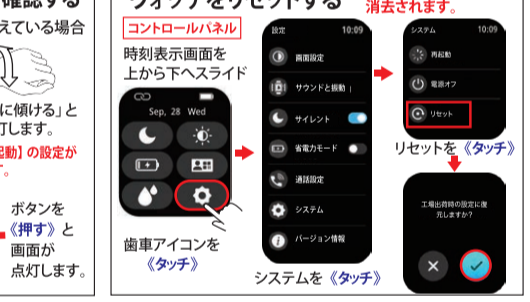 確認する
えている場合
に傾ける」と
灯します。
起動】の設定が
す。
ボタンを
《押す》と
画面が
点灯します。
ウォッチをリセットする
消去されます。
コントロールパネル
時刻表示画面を
上から下へスライド
Sep, 28 Wed
歯車アイコンを
《タッチ》
設定 10:09
画面設定
サウンドと振動
サイレント
省電力モード
通話設定
システム
バージョン情報
システムを《タッチ》
システム 10:09
再起動
電源オフ
リセット
リセットを《タッチ》
工場出荷時の設定に復
元しますか?